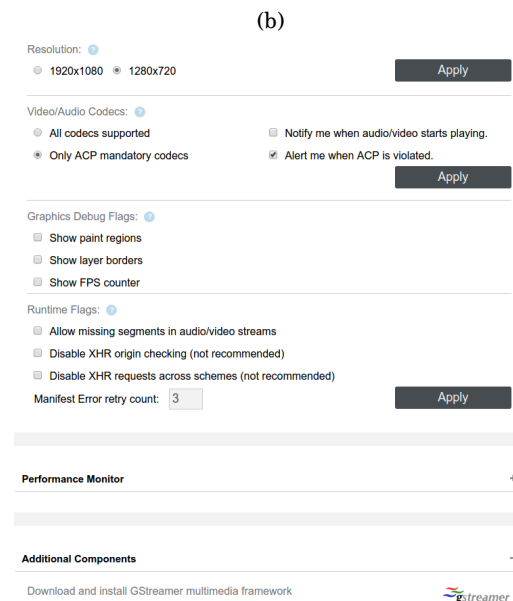 (b)
Resolution: ?
1920x1080 1280x720 Apply
Video/Audio Codecs: ?
All codecs supported Notify me when audio/video starts playing.
Only ACP mandatory codecs Alert me when ACP is violated.
Apply
Graphics Debug Flags: ?
Show paint regions
Show layer borders
Show FPS counter
Runtime Flags: ?
Allow missing segments in audio/video streams
Disable XHR origin checking (not recommended)
Disable XHR requests across schemes (not recommended)
Manifest Error retry count: 3 Apply
Performance Monitor +
Additional Components -
Download and install GStreamer multimedia framework gstreamer